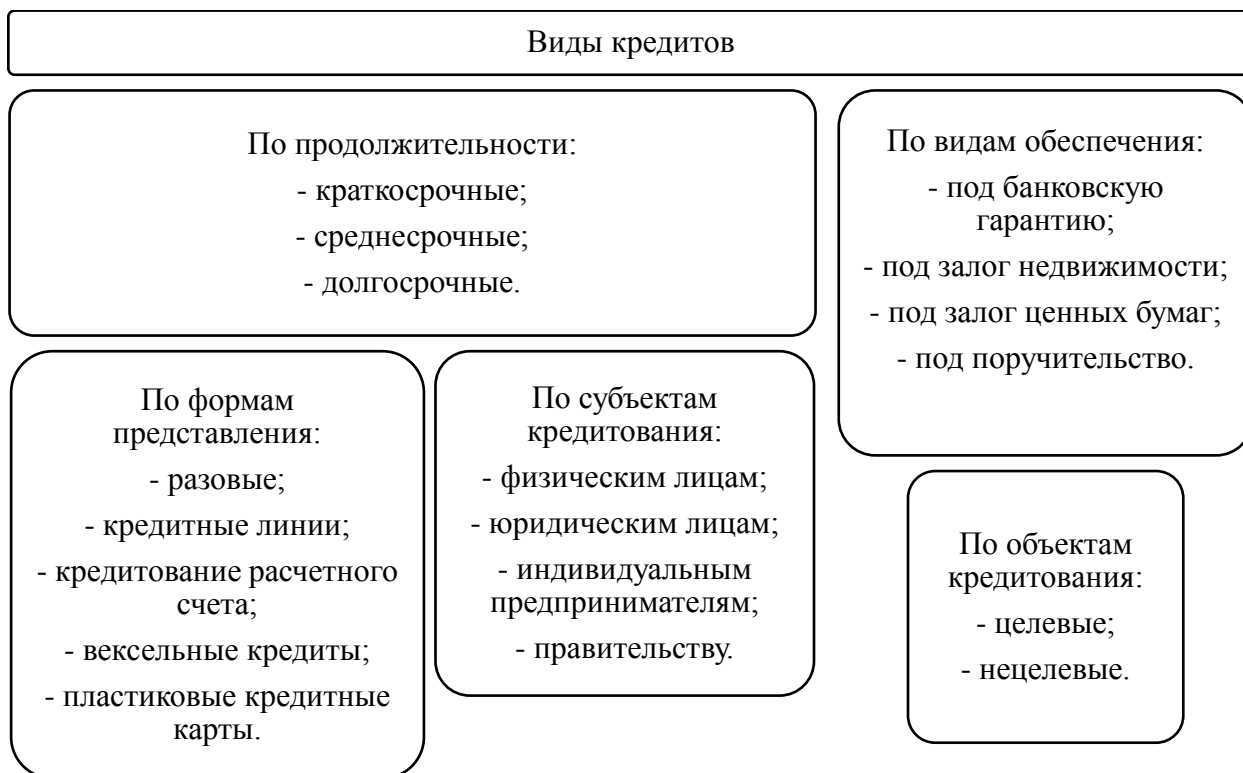 Виды кредитов
По продолжительности:
- краткосрочные;
- среднесрочные;
- долгосрочные.
По видам обеспечения:
- под банковскую
гарантию;
- под залог недвижимости;
- под залог ценных бумаг;
- под поручительство.
По формам
представления:
- разовые;
- кредитные линии;
- кредитование расчетного
счета;
- вексельные кредиты;
- пластиковые кредитные
карты.
По субъектам
кредитования:
- физическим лицам;
- юридическим лицам;
- индивидуальным
предпринимателям;
- правительству.
По объектам
кредитования:
- целевые;
- нецелевые.